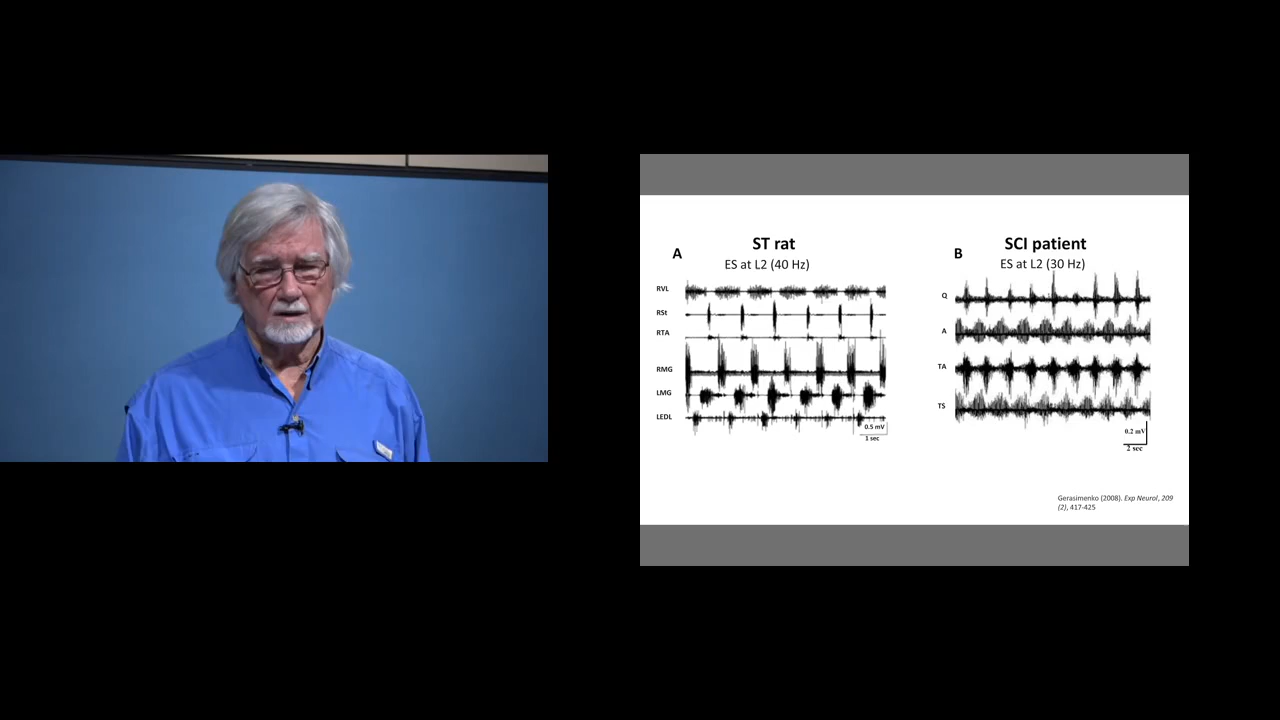 A
ST rat
ES at L2 (40 Hz)
RVL
RSt
RTA
RMG
LMG
LEDL
0.5 mV
1 sec
B
SCI patient
ES at L2 (30 Hz)
Q
A
TA
TS
0.2 mV
2 sec
Gerasimenko (2008). Exp Neurol, 209
(2), 417-425